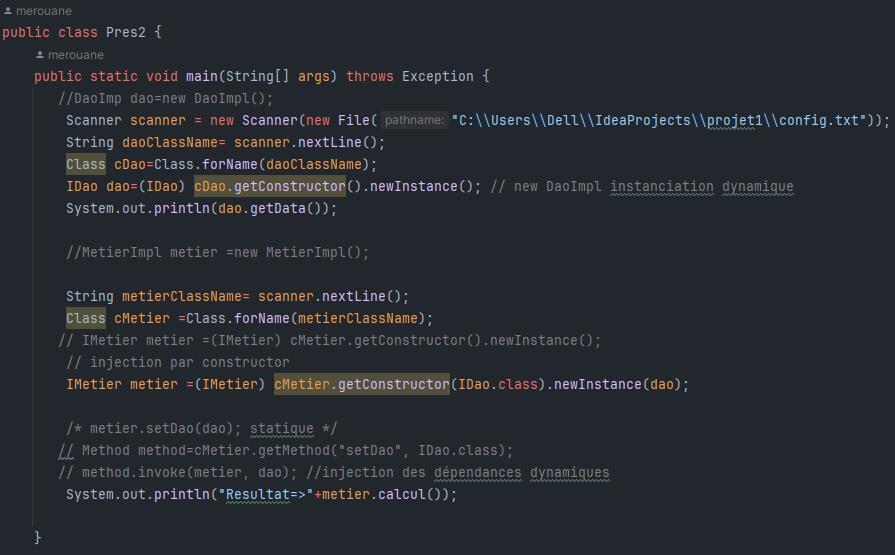 merouane
public class Pres2 {
merouane
public static void main(String[] args) throws Exception {
//DaoImp dao=new DaoImpl();
Scanner scanner = new Scanner(new File( pathname: "C:\\Users\\Dell\\IdeaProjects\\projet1\\config.txt"));
String daoClassName= scanner.nextLine();
Class cDao=Class.forName(daoClassName);
IDao dao=(IDao) cDao.getConstructor().newInstance(); // new DaoImpl instanciation dynamique
System.out.println(dao.getData());
//MetierImpl metier =new MetierImpl();
String metierClassName= scanner.nextLine();
Class cMetier =Class.forName(metierClassName);
// IMetier metier =(IMetier) cMetier.getConstructor().newInstance();
// injection par constructor
IMetier metier =(IMetier) cMetier.getConstructor(IDao.class).newInstance(dao);
/* metier.setDao(dao); statique */
// Method method=cMetier.getMethod("setDao", IDao.class);
// method.invoke(metier, dao); //injection des dépendances dynamiques
System.out.println("Resultat=>"+metier.calcul());
}